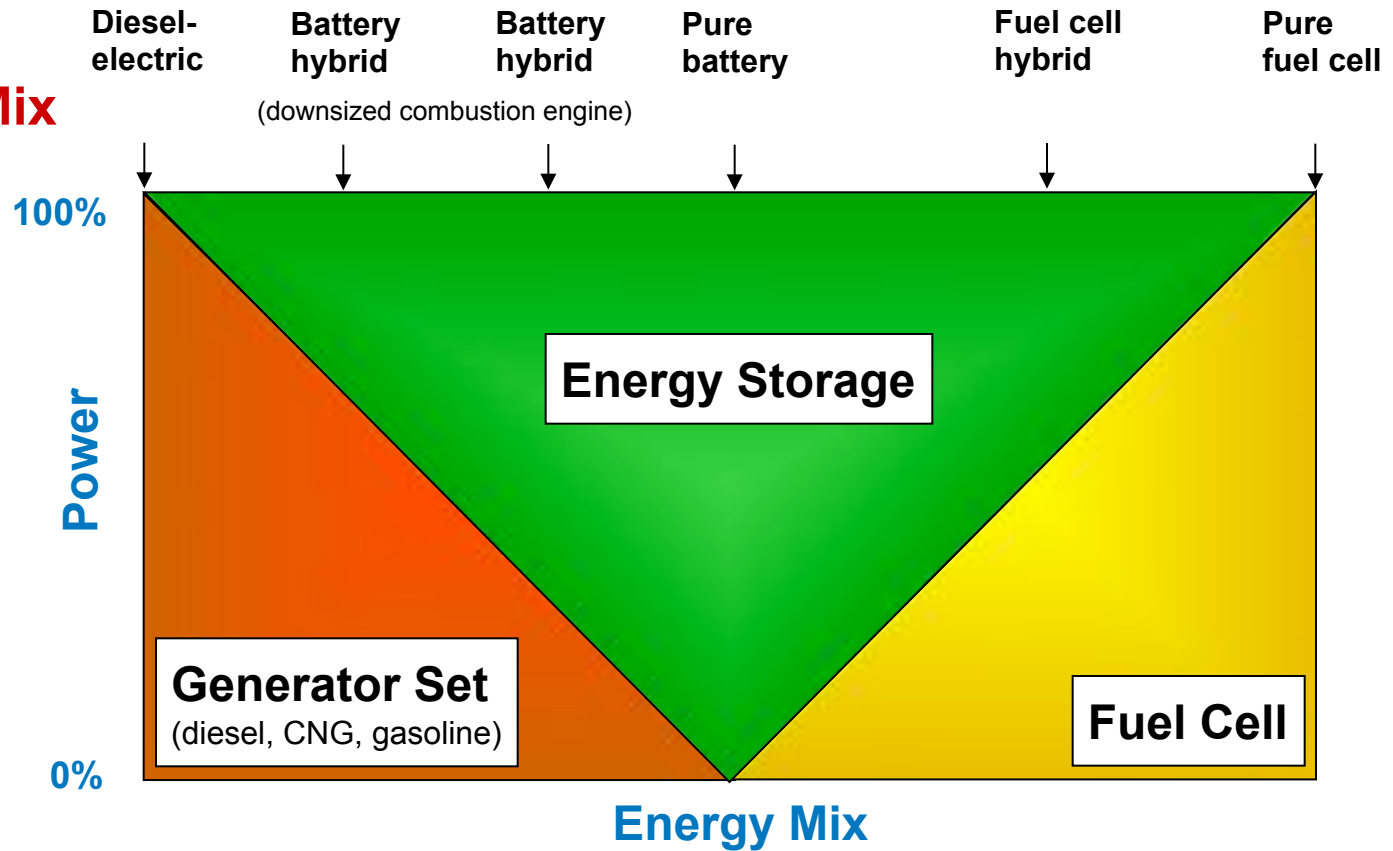 Diesel-
electric
Battery
hybrid
Battery
hybrid
Pure
battery
Fuel cell
hybrid
Pure
fuel cell
Mix
(downsized combustion engine)
100%
Energy Storage
Power
Generator Set
(diesel, CNG, gasoline)
Fuel Cell
0%
Energy Mix